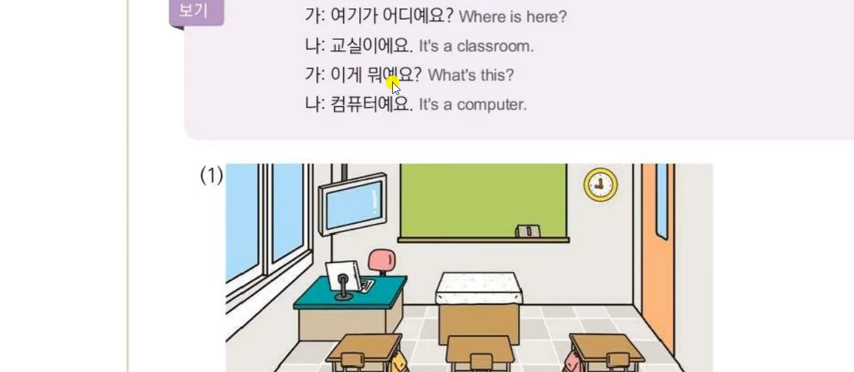 보기
가: 여기가 어디예요? Where is here?
나: 교실이에요. It's a classroom.
가: 이게 뭐예요? What's this?
나: 컴퓨터예요. It's a computer.
(1)